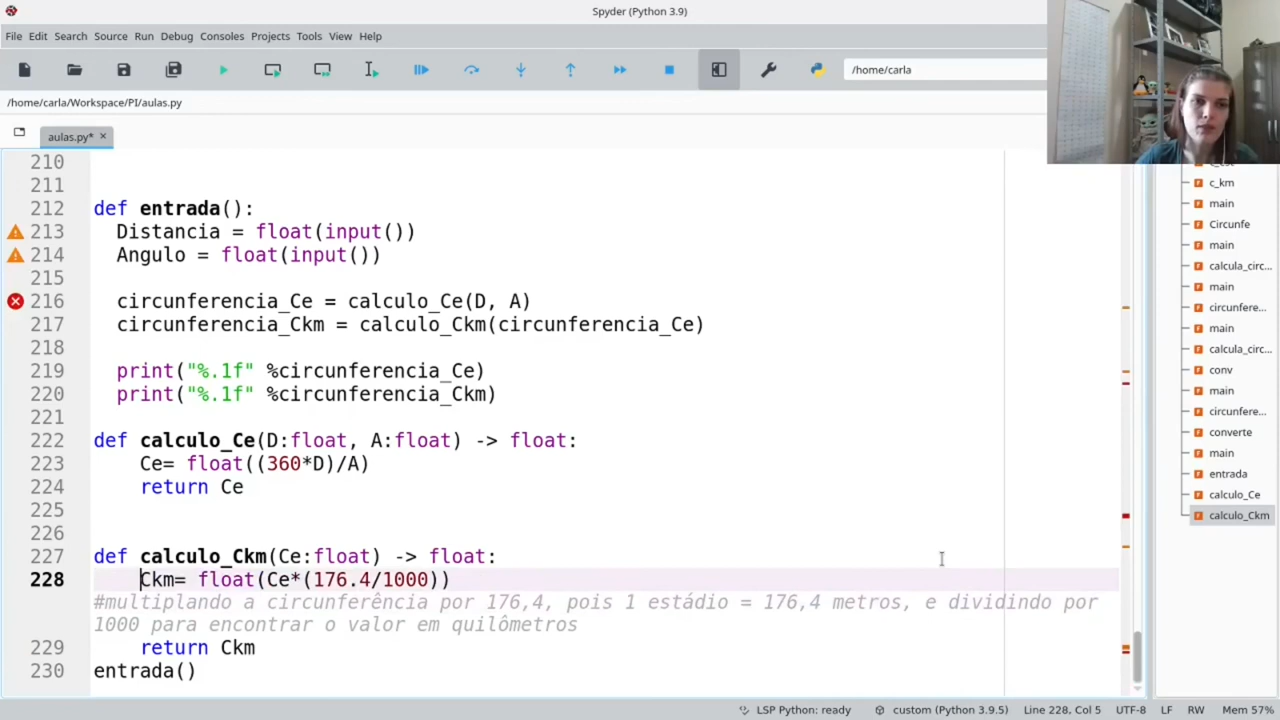 Spyder (Python 3.9)
File Edit Search Source Run Debug Consoles Projects Tools View Help
/home/carla
/home/carla/Workspace/PI/aulas.py
aulas.py*
210
211
212 def entrada():
213 Distancia = float(input())
214 Angulo = float(input())
215
216 circunferencia_Ce = calculo_Ce(D, A)
217 circunferencia_Ckm = calculo_Ckm(circunferencia_Ce)
218
219 print("%.1f" %circunferencia_Ce)
220 print("%.1f" %circunferencia_Ckm)
221
222 def calculo_Ce(D:float, A:float) -> float:
223 Ce= float((360*D)/A)
224 return Ce
225
226
227 def calculo_Ckm(Ce:float) -> float:
228 Ckm= float(Ce*(176.4/1000))
#multiplando a circunferência por 176,4, pois 1 estádio = 176,4 metros, e dividindo por
1000 para encontrar o valor em quilômetros
229 return Ckm
230 entrada()
c_km
main
Circunfe
main
calcula_circ...
main
circunfere...
main
calcula_circ...
conv
main
circunfere...
converte
main
entrada
calculo_Ce
calculo_Ckm
LSP Python: ready custom (Python 3.9.5) Line 228, Col 5 UTF-8 LF RW Mem 57%